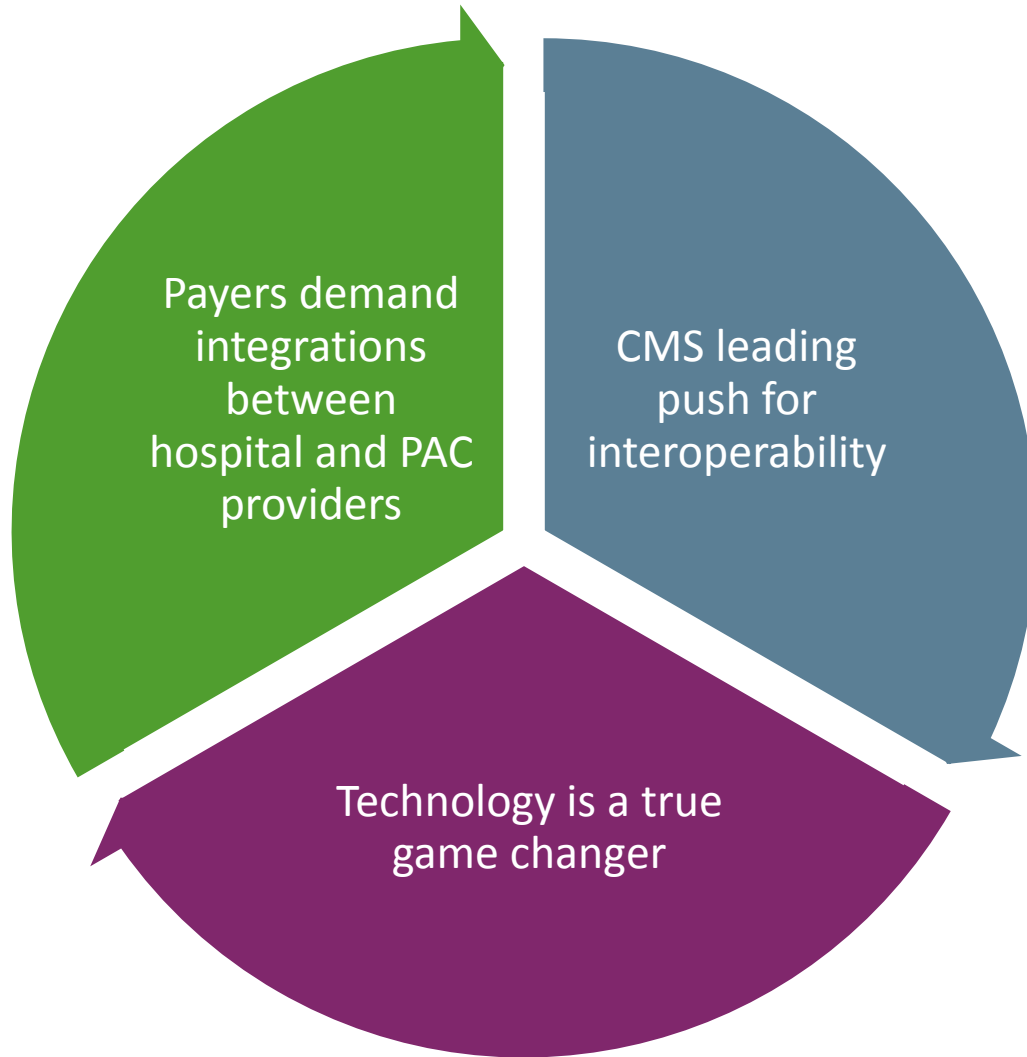 Payers demand
integrations
between
hospital and PAC
providers
CMS leading
push for
interoperability
Technology is a true
game changer